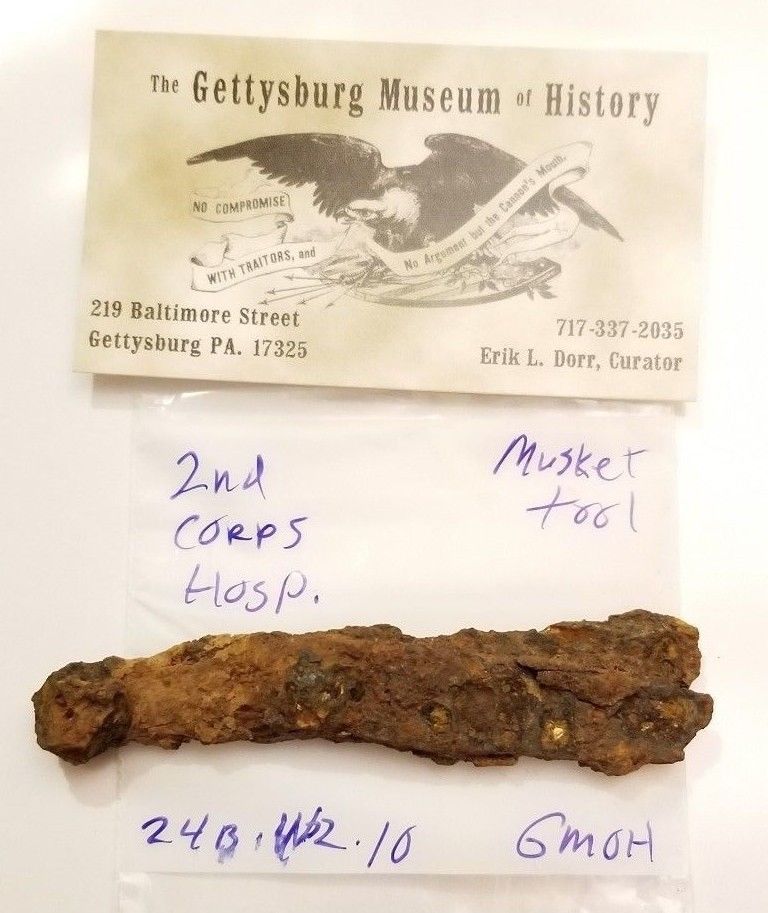 The Gettysburg Museum of History
NO COMPROMISE
WITH TRAITORS, and
No Argument but the Cannon's Mouth.
219 Baltimore Street
Gettysburg PA. 17325
717-337-2035
Erik L. Dorr, Curator
2nd
Corps
Hosp.
Musket
tool
24B. .10
GMOH